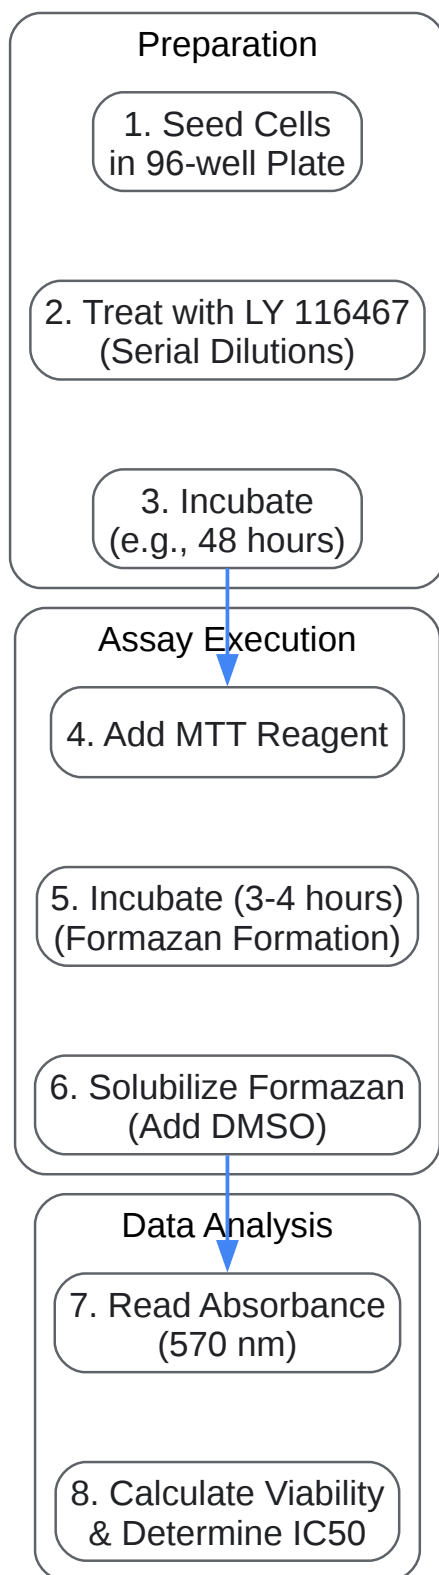 Preparation
1. Seed Cells
in 96-well Plate
2. Treat with LY 116467
(Serial Dilutions)
3. Incubate
(e.g., 48 hours)
Assay Execution
4. Add MTT Reagent
5. Incubate (3-4 hours)
(Formazan Formation)
6. Solubilize Formazan
(Add DMSO)
Data Analysis
7. Read Absorbance
(570 nm)
8. Calculate Viability
& Determine IC50